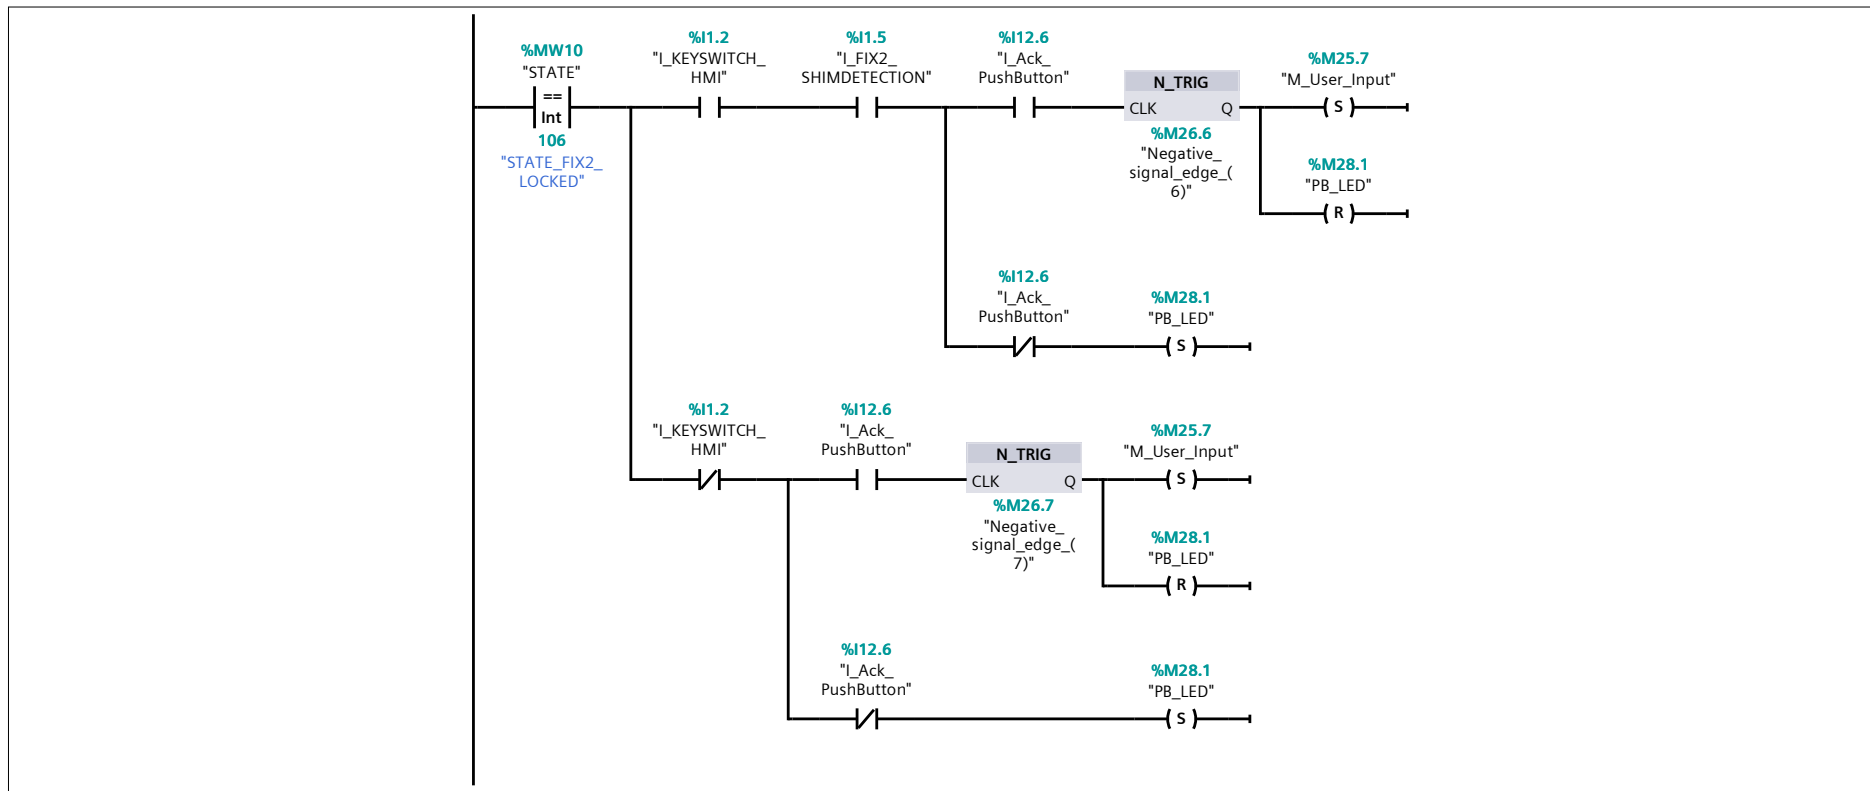 %MW10
"STATE"
==
Int
106
"STATE_FIX2_
LOCKED"
%I1.2
"I_KEYSWITCH_
HMI"
%I1.5
"I_FIX2_
SHIMDETECTION"
%I12.6
"I_Ack_
PushButton"
N_TRIG
CLK Q
%M26.6
"Negative_
signal_edge_(
6)"
%M25.7
"M_User_Input"
S
%M28.1
"PB_LED"
R
%I12.6
"I_Ack_
PushButton"
%M28.1
"PB_LED"
S
%I1.2
"I_KEYSWITCH_
HMI"
%I12.6
"I_Ack_
PushButton"
N_TRIG
CLK Q
%M26.7
"Negative_
signal_edge_(
7)"
%M25.7
"M_User_Input"
S
%M28.1
"PB_LED"
R
%I12.6
"I_Ack_
PushButton"
%M28.1
"PB_LED"
S